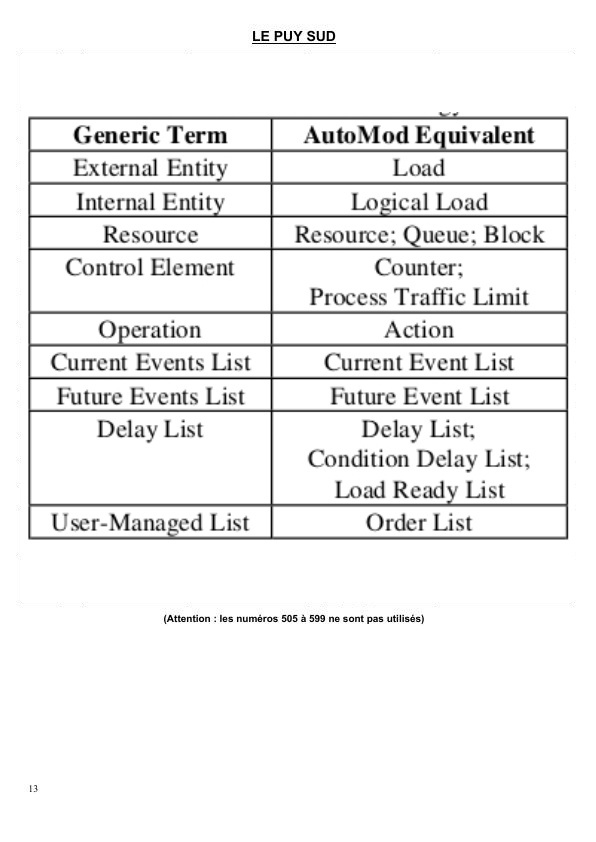 LE PUY SUD
Generic Term AutoMod Equivalent
External Entity Load
Internal Entity Logical Load
Resource Resource; Queue; Block
Control Element Counter;
Process Traffic Limit
Operation Action
Current Events List Current Event List
Future Events List Future Event List
Delay List Delay List;
Condition Delay List;
Load Ready List
User-Managed List Order List
(Attention : les numéros 505 à 599 ne sont pas utilisés)
13